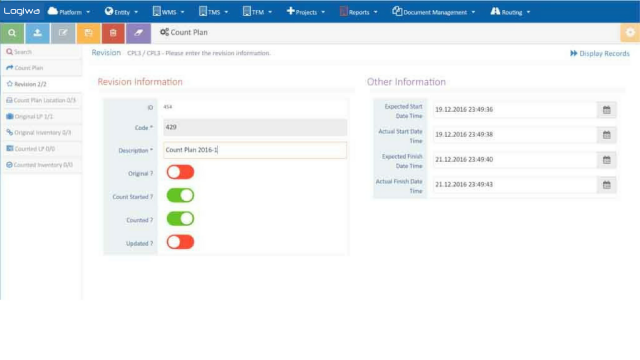 Logiwa Platform Entity WMS TMS TFM Projects Reports Document Management Routing
Count Plan
Search
Revision CPL3 / CPL3 - Please enter the revision information. Display Records
Count Plan
Revision 2/2
Count Plan Location 0/3
Original LP 1/1
Original Inventory 0/3
Counted LP 0/0
Counted Inventory 0/0
Revision Information
ID 454
Code * 429
Description * Count Plan 2016-1
Original ?
Count Started ?
Counted ?
Updated ?
Other Information
Expected Start Date Time 19.12.2016 23:49:36
Actual Start Date Time 19.12.2016 23:49:38
Expected Finish Date Time 21.12.2016 23:49:40
Actual Finish Date Time 21.12.2016 23:49:43